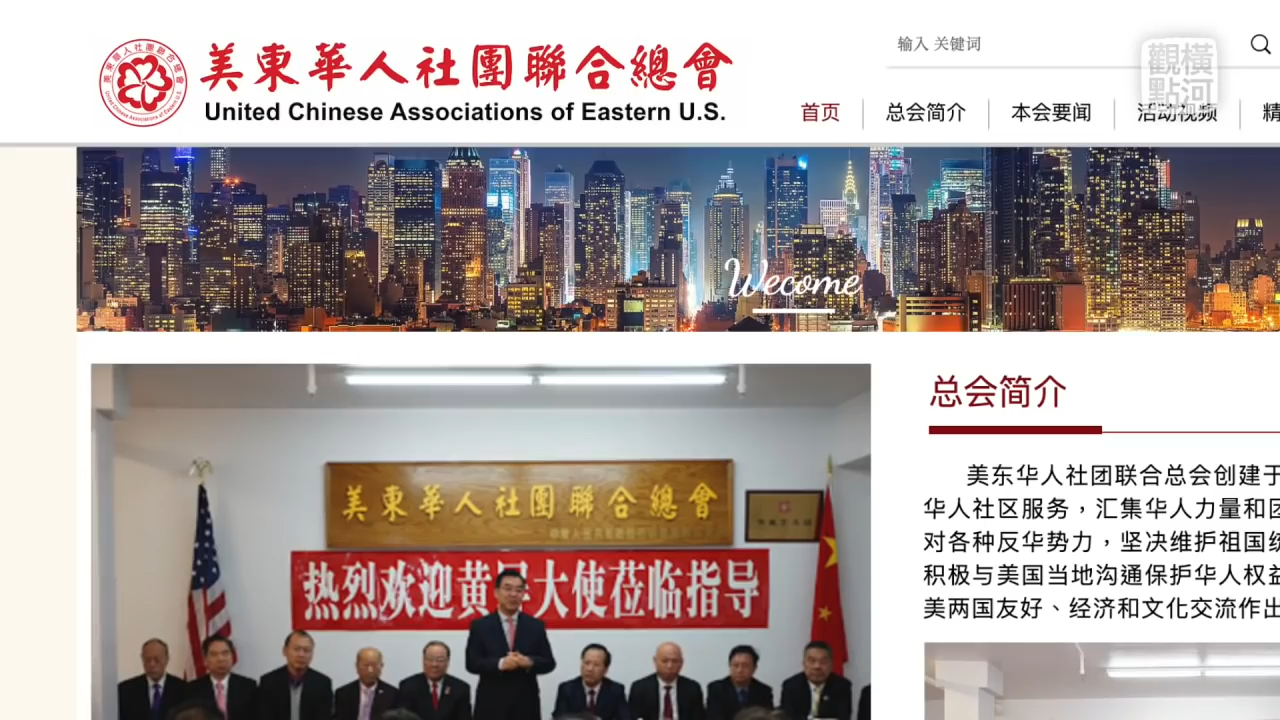 美東華人社團聯合總會
United Chinese Associations of Eastern U.S.
输入 关键词
橫河
觀點
首页
总会简介
本会要闻
活动视频
精
Wecome
美東華人社團聯合總會
热烈欢迎黄
大使莅临指导
总会简介
美东华人社团联合总会创建于
华人社区服务，汇集华人力量和团
对各种反华势力，坚决维护祖国统
积极与美国当地沟通保护华人权益
美两国友好、经济和文化交流作出